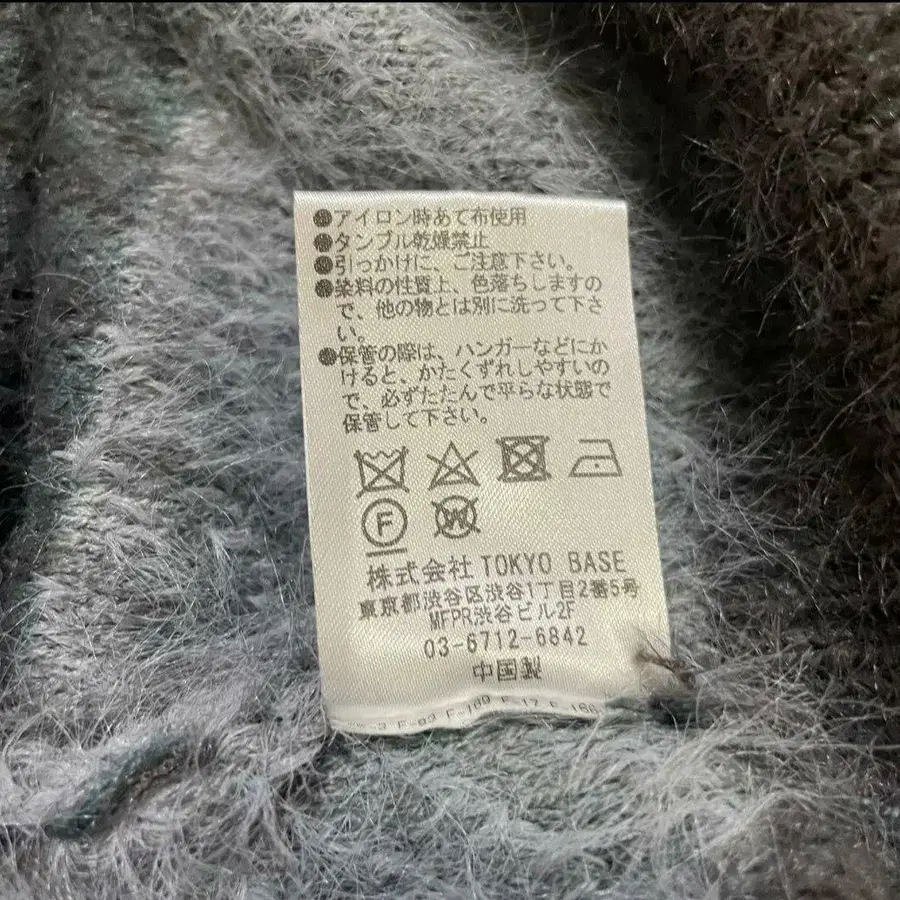 ●アイロン時あて布使用
●タンブル乾燥禁止
●引っかけに、ご注意下さい。
●染料の性質上、色落ちしますの
で、他の物とは別に洗って下さ
い。
●保管の際は、ハンガーなどにか
けると、かたくずれしやすいの
で、必ずたたんで平らな状態で
保管して下さい。
F W
株式会社 TOKYO BASE
東京都渋谷区渋谷1丁目2番5号
MFPR渋谷ビル2F
03-6712-6842
中国製